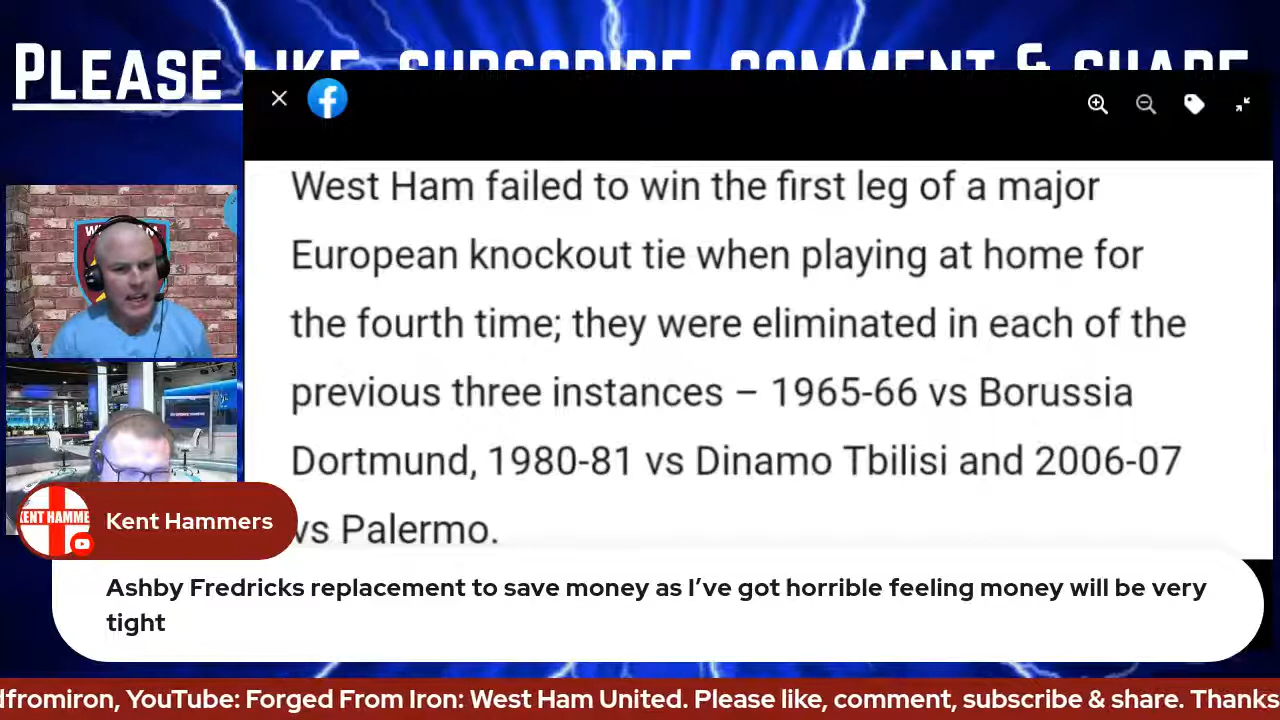 PLEASE LIKE, SUBSCRIBE, COMMENT & SHARE
West Ham failed to win the first leg of a major
European knockout tie when playing at home for
the fourth time; they were eliminated in each of the
previous three instances – 1965-66 vs Borussia
Dortmund, 1980-81 vs Dinamo Tbilisi and 2006-07
vs Palermo.
KENT HAMME
Kent Hammers
Ashby Fredricks replacement to save money as I’ve got horrible feeling money will be very
tight
dfromiron, YouTube: Forged From Iron: West Ham United. Please like, comment, subscribe & share. Thanks